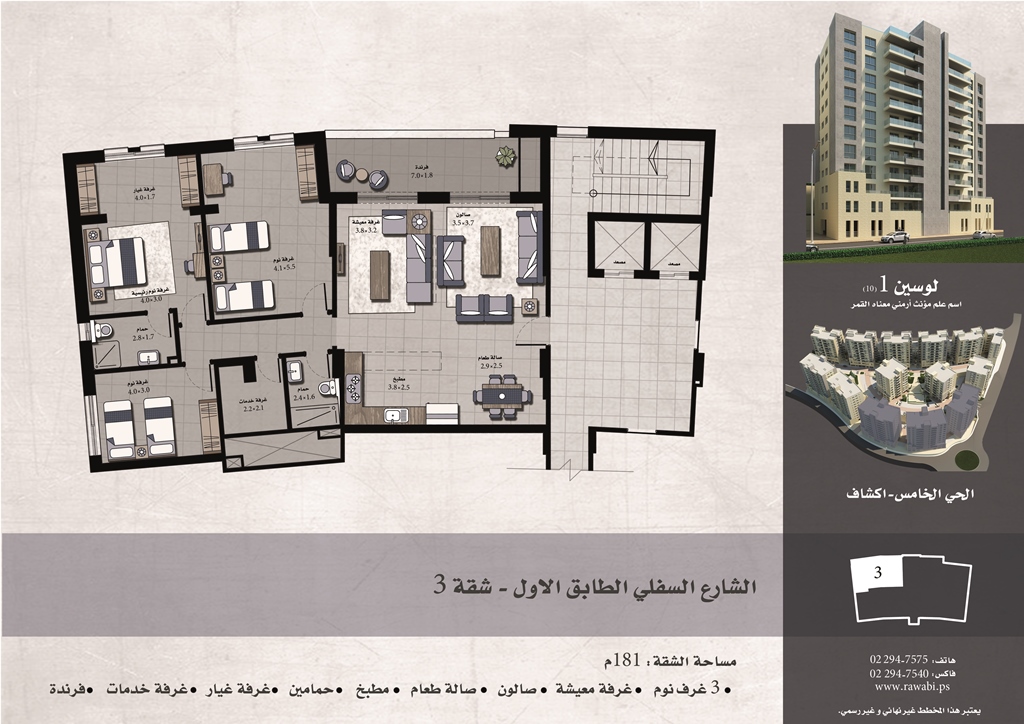 فرندة
7.0×1.8
غرفة غيار
4.0×1.7
غرفة نوم
4.1×5.5
غرفة نوم رئيسية
4.0×3.0
غرفة معيشة
3.8×3.2
صالون
3.5×3.7
مصعد
مصعد
حمام
2.8×1.7
غرفة نوم
4.0×3.0
غرفة خدمات
2.2×2.1
حمام
2.4×1.6
مطبخ
3.8×2.5
صالة طعام
2.9×2.5
لوسين 1 (10)
اسم علم مؤنث أرمني معناه القمر
الحي الخامس-اكشاف
3
الشارع السفلي الطابق الاول - شقة 3
مساحة الشقة: 181م
• 3 غرف نوم • غرفة معيشة • صالون • صالة طعام • مطبخ • حمامين • غرفة غيار • غرفة خدمات • فرندة
هاتف: 02 294-7575
فاكس: 02 294-7540
www.rawabi.ps
يعتبر هذا المخطط غير نهائي و غير رسمي.